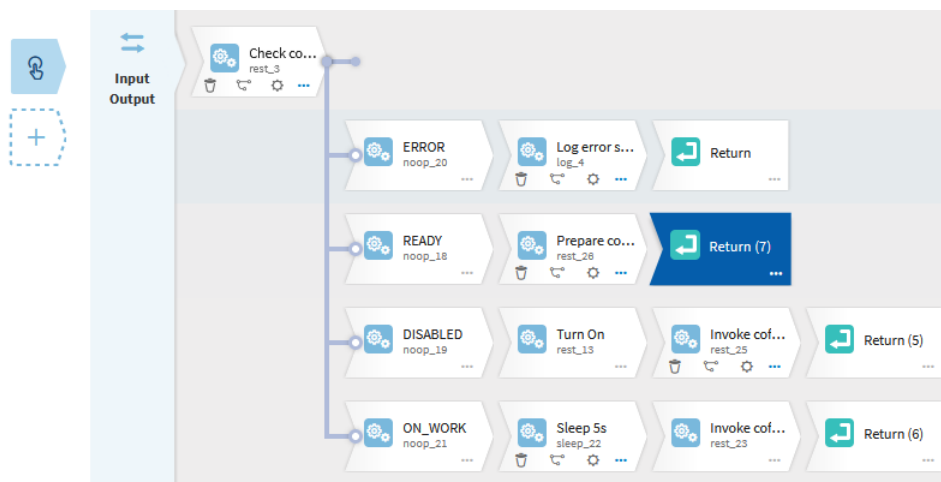 Input
Output
Check co...
rest_3
ERROR
noop_20
Log error s...
log_4
Return
READY
noop_18
Prepare co...
rest_26
Return (7)
DISABLED
noop_19
Turn On
rest_13
Invoke cof...
rest_25
Return (5)
ON_WORK
noop_21
Sleep 5s
sleep_22
Invoke cof...
rest_23
Return (6)